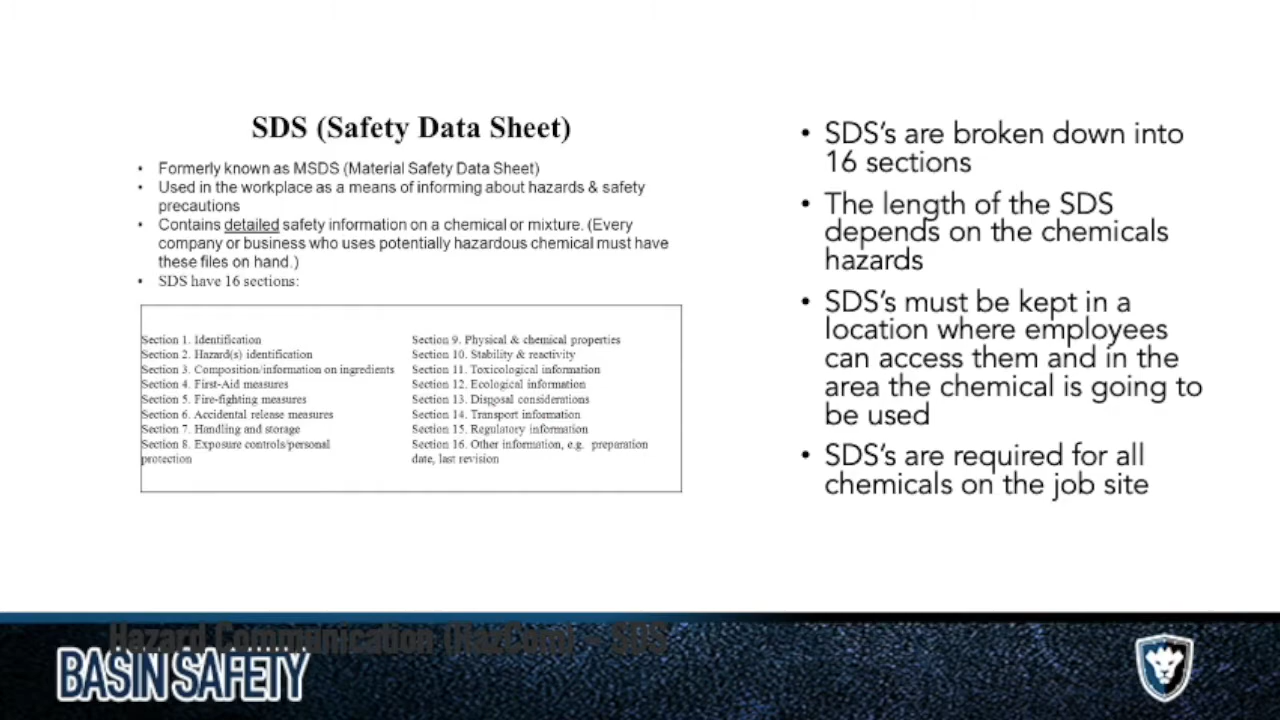 SDS (Safety Data Sheet)
• Formerly known as MSDS (Material Safety Data Sheet)
• Used in the workplace as a means of informing about hazards & safety
precautions
• Contains detailed safety information on a chemical or mixture. (Every
company or business who uses potentially hazardous chemical must have
these files on hand.)
• SDS have 16 sections:
Section 1. Identification
Section 2. Hazard(s) identification
Section 3. Composition/information on ingredients
Section 4. First-Aid measures
Section 5. Fire-fighting measures
Section 6. Accidental release measures
Section 7. Handling and storage
Section 8. Exposure controls/personal
protection
Section 9. Physical & chemical properties
Section 10. Stability & reactivity
Section 11. Toxicological information
Section 12. Ecological information
Section 13. Disposal considerations
Section 14. Transport information
Section 15. Regulatory information
Section 16. Other information, e.g. preparation
date, last revision
• SDS's are broken down into
16 sections
• The length of the SDS
depends on the chemicals
hazards
• SDS's must be kept in a
location where employees
can access them and in the
area the chemical is going to
be used
• SDS's are required for all
chemicals on the job site
Hazard Communication (HazCom) – SDS
BASIN SAFETY